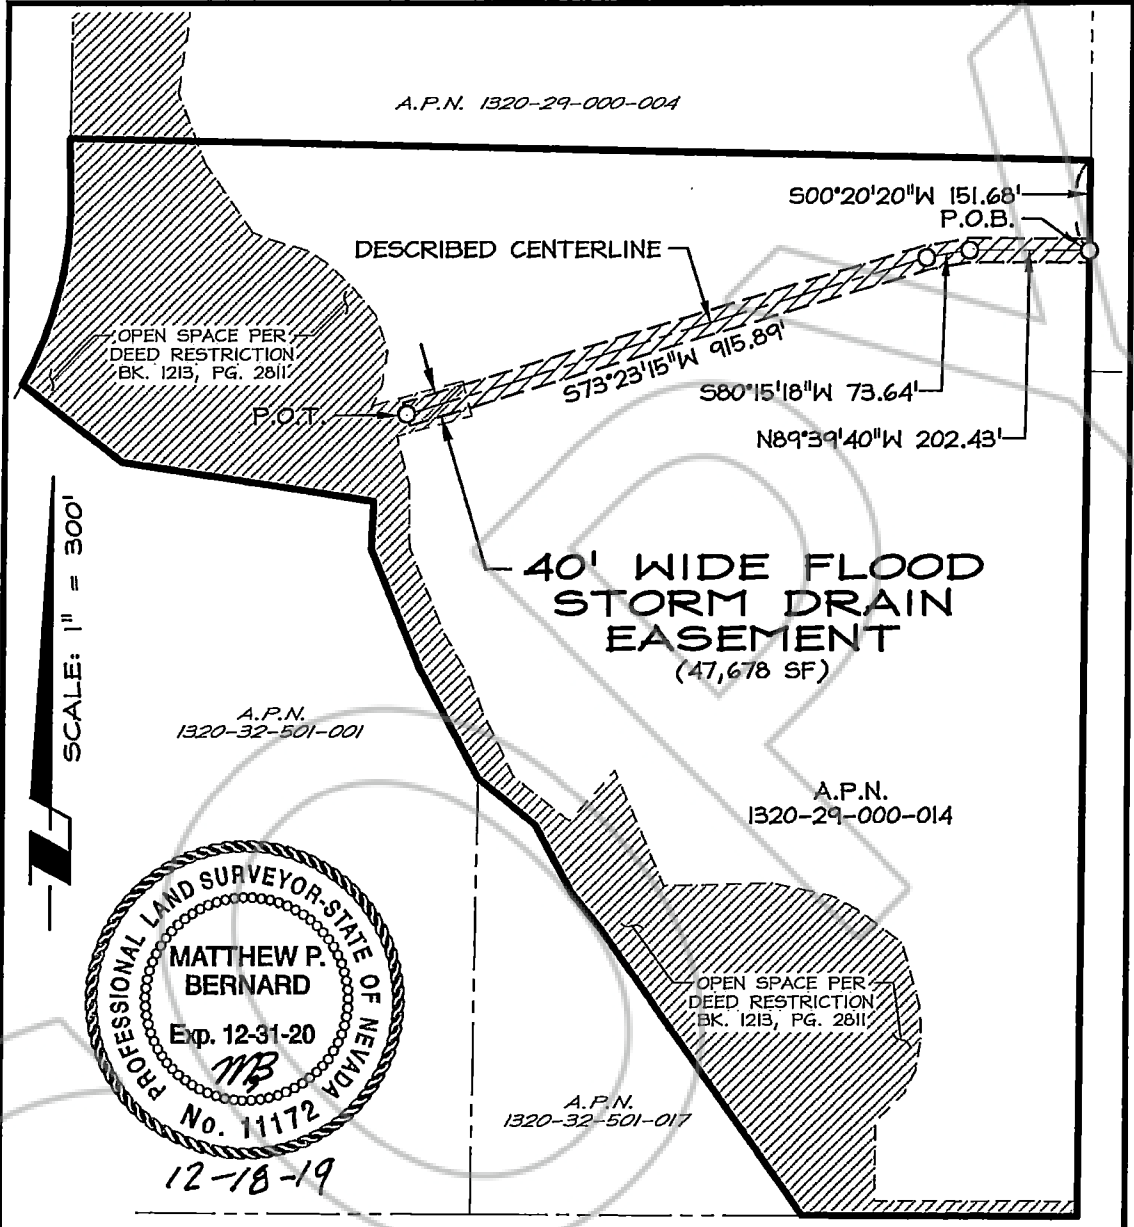 A.P.N. 1320-29-000-004
S00°20'20"W 151.68'
P.O.B.
DESCRIBED CENTERLINE
OPEN SPACE PER
DEED RESTRICTION
BK. 1213, PG. 2811
S73°23'15"W 915.89'
S80°15'18"W 73.64'
P.O.T.
N89°39'40"W 202.43'
SCALE: 1" = 300'
40' WIDE FLOOD
STORM DRAIN
EASEMENT
(47,678 SF)
A.P.N.
1320-32-501-001
A.P.N.
1320-29-000-014
PROFESSIONAL LAND SURVEYOR-STATE OF NEVADA
MATTHEW P.
BERNARD
Exp. 12-31-20
MB
No. 11172
12-18-19
OPEN SPACE PER
DEED RESTRICTION
BK. 1213, PG. 2811
A.P.N.
1320-32-501-017
COPY